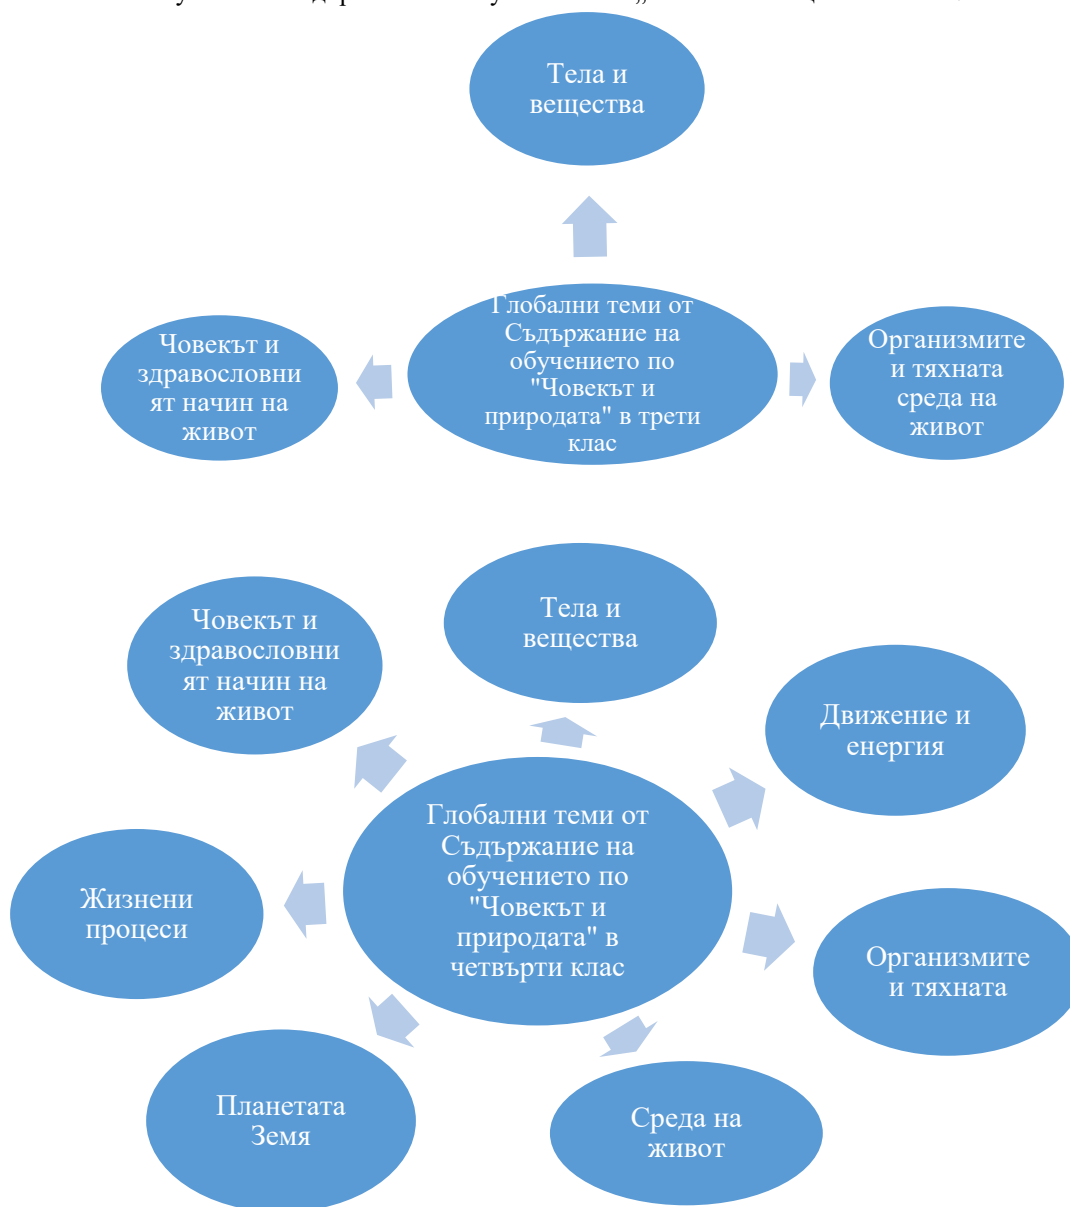 Тела и
вещества
Глобални теми от
Съдържание на
обучението по
"Човекът и
природата" в трети
клас
Човекът и
здравословни
ят начин на
живот
Организмите
и тяхната
среда на
живот
Тела и
вещества
Човекът и
здравословни
ят начин на
живот
Движение и
енергия
Глобални теми от
Съдържание на
обучението по
"Човекът и
природата" в
четвърти клас
Жизнени
процеси
Организмите
и тяхната
Планетата
Земя
Среда на
живот